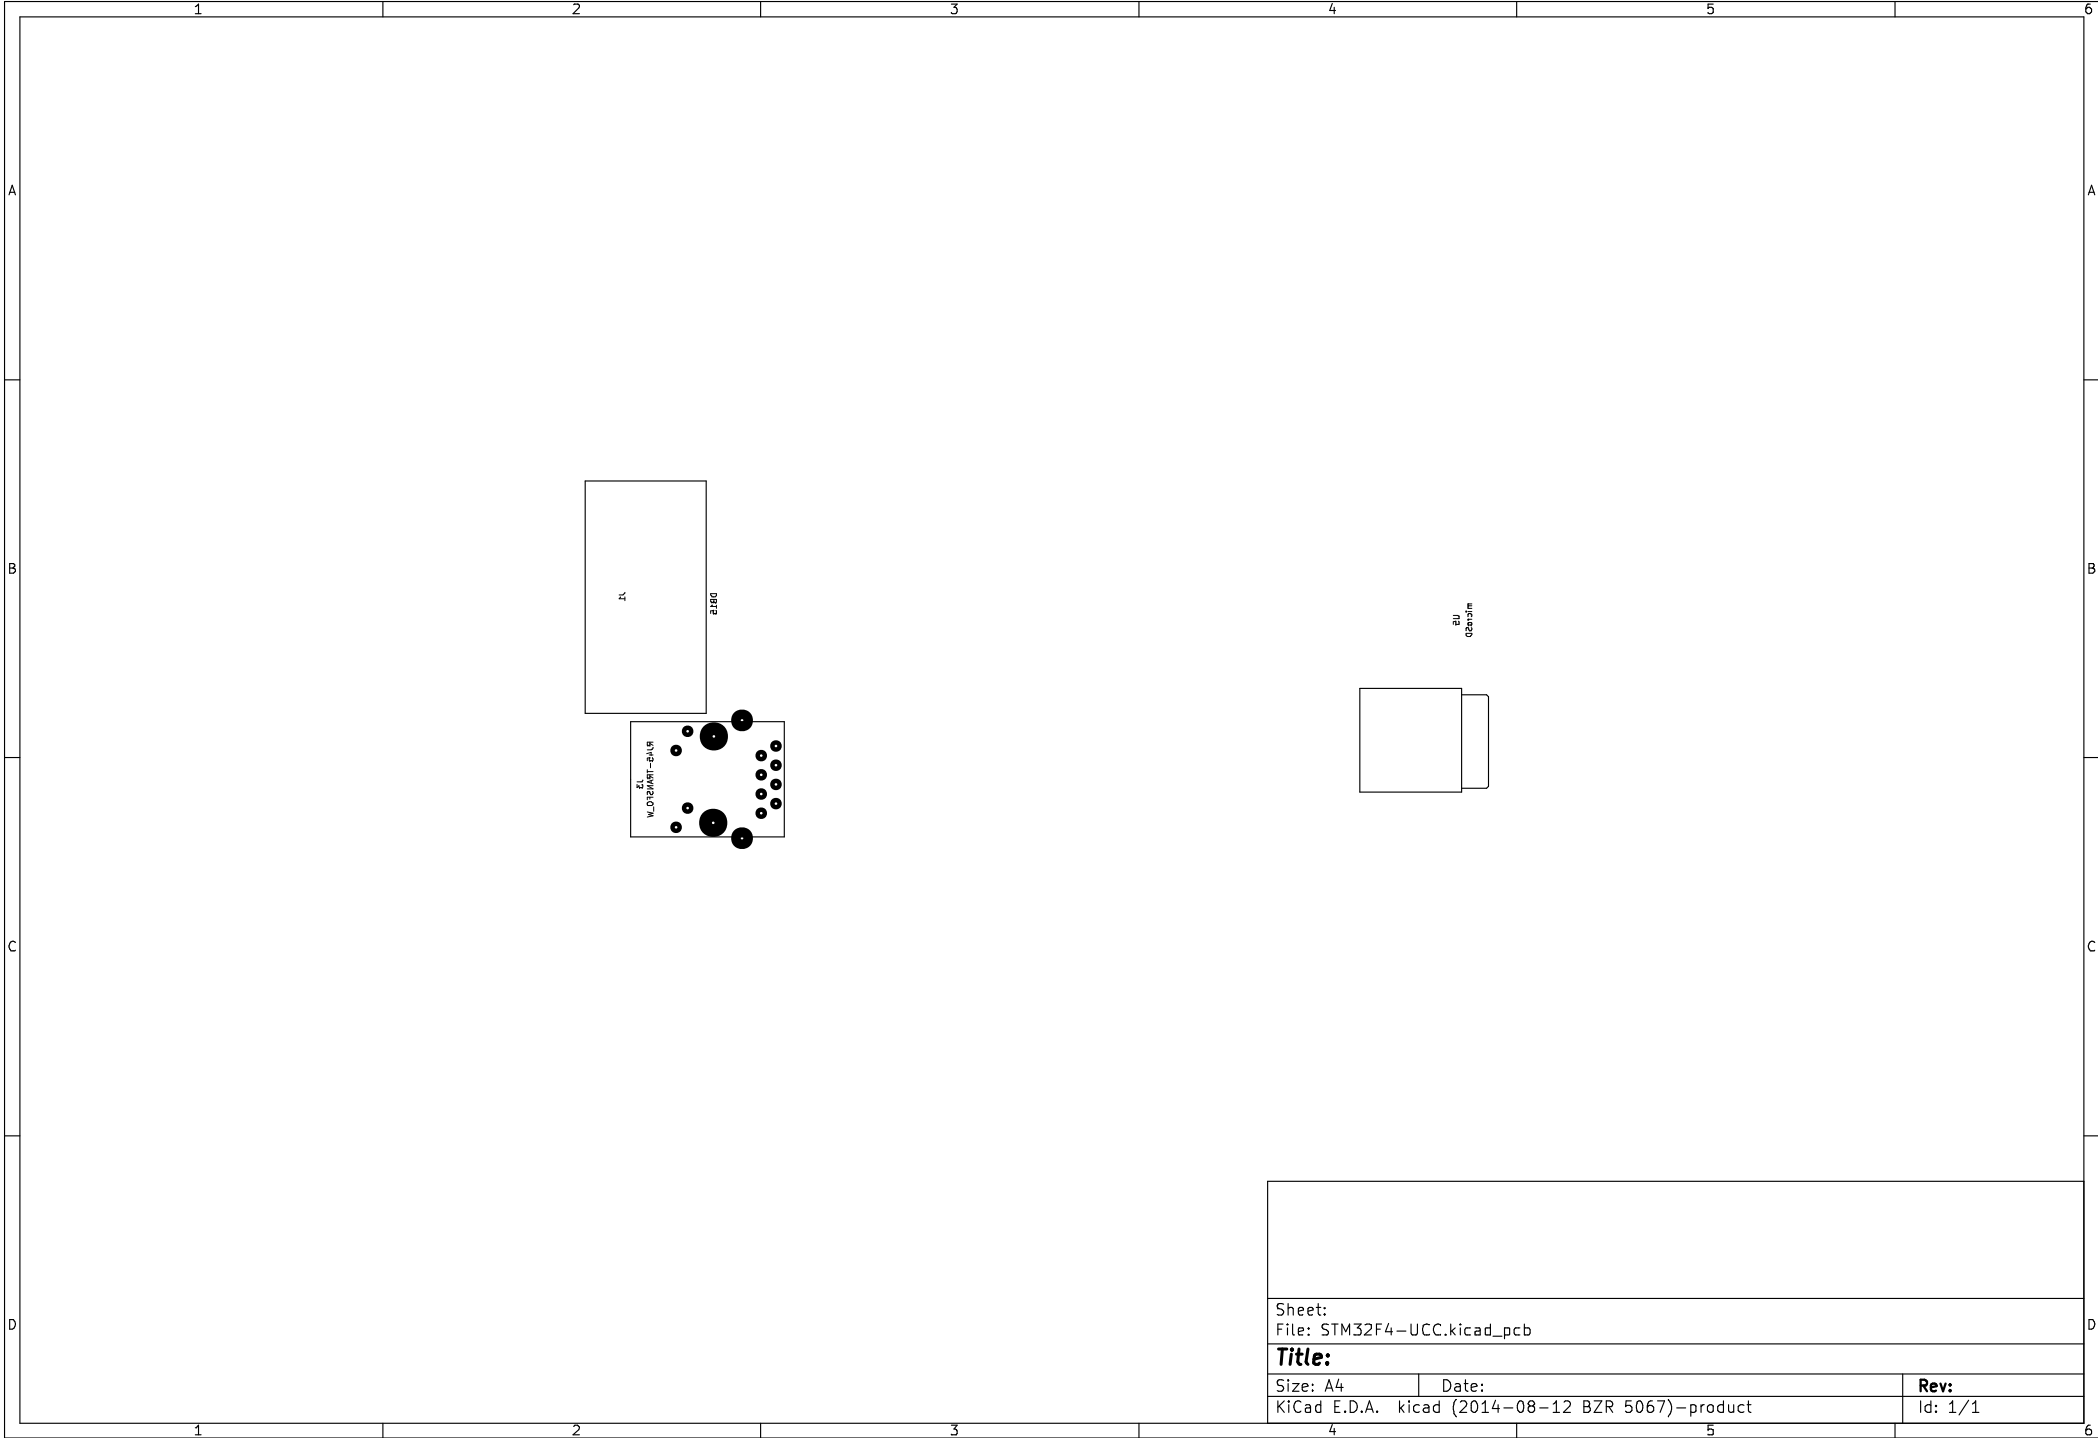 1 2 3 4 5 6
A A
B B
J1
DB15
U5
microSD
J3
RJ45-TRANSFO_W
C C
D D
Sheet:
File: STM32F4-UCC.kicad_pcb
Title:
Size: A4 Date: Rev:
KiCad E.D.A. kicad (2014-08-12 BZR 5067)-product Id: 1/1
1 2 3 4 5 6